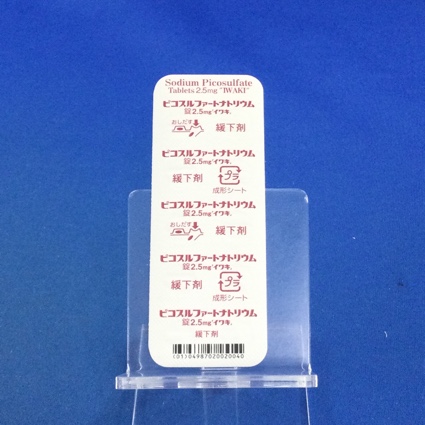 Sodium Picosulfate
Tablets 2.5mg "IWAKI"
ピコスルファートナトリウム
錠2.5mg「イワキ」
おしだす
緩下剤
ピコスルファートナトリウム
錠2.5mg「イワキ」
緩下剤
プラ
成形シート
ピコスルファートナトリウム
錠2.5mg「イワキ」
おしだす
緩下剤
ピコスルファートナトリウム
錠2.5mg「イワキ」
緩下剤
プラ
成形シート
ピコスルファートナトリウム
錠2.5mg「イワキ」
緩下剤
(01)04987020020040